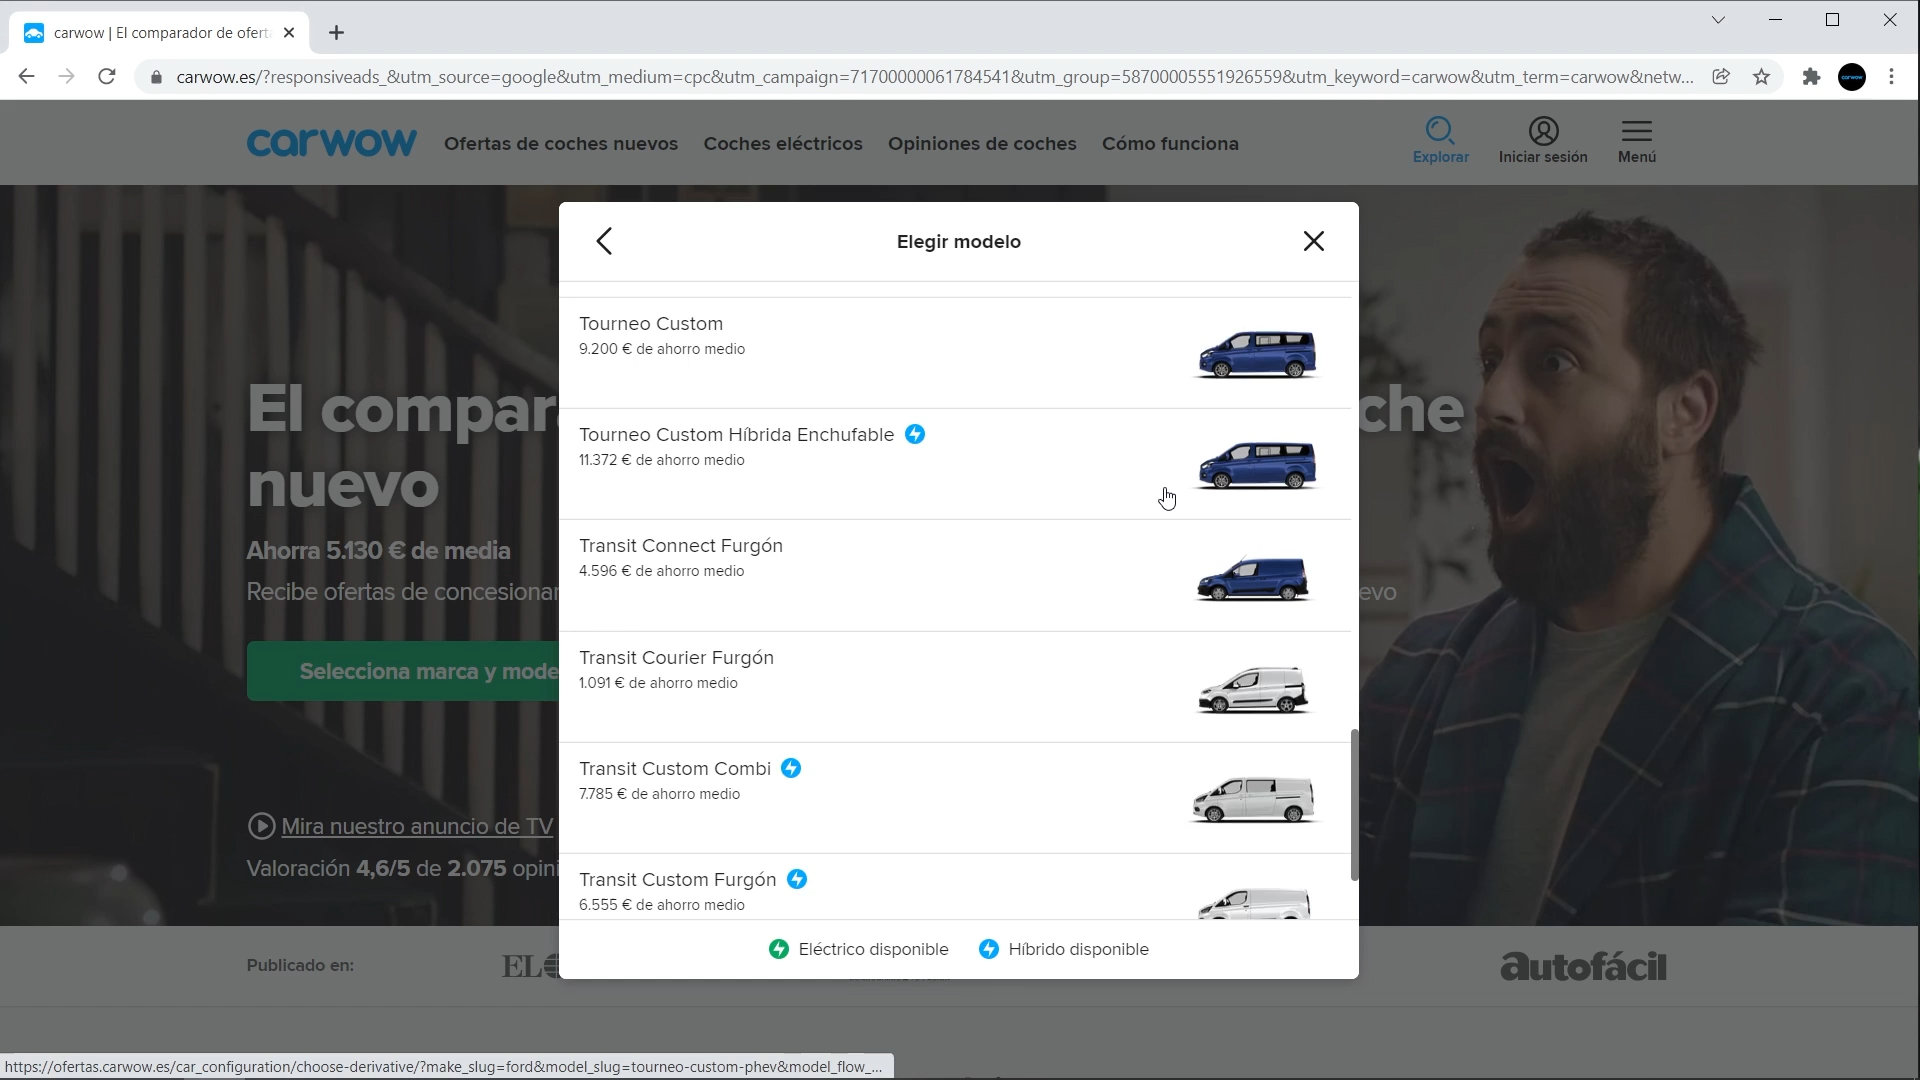 carwow | El comparador de ofert
carwow.es/?responsiveads_&utm_source=google&utm_medium=cpc&utm_campaign=71700000061784541&utm_group=58700005551926559&utm_keyword=carwow&utm_term=carwow&netw...
carwow
Ofertas de coches nuevos
Coches eléctricos
Opiniones de coches
Cómo funciona
Explorar
Iniciar sesión
Menú
Elegir modelo
Tourneo Custom
9.200 € de ahorro medio
Tourneo Custom Híbrida Enchufable
11.372 € de ahorro medio
Transit Connect Furgón
4.596 € de ahorro medio
Transit Courier Furgón
1.091 € de ahorro medio
Transit Custom Combi
7.785 € de ahorro medio
Transit Custom Furgón
6.555 € de ahorro medio
Eléctrico disponible
Híbrido disponible
El compar
che
nuevo
Ahorra 5.130 € de media
Recibe ofertas de concesionar
evo
Selecciona marca y mode
Mira nuestro anuncio de TV
Valoración 4,6/5 de 2.075 opini
Publicado en:
EL
autofácil
https://ofertas.carwow.es/car_configuration/choose-derivative/?make_slug=ford&model_slug=tourneo-custom-phev&model_flow_...